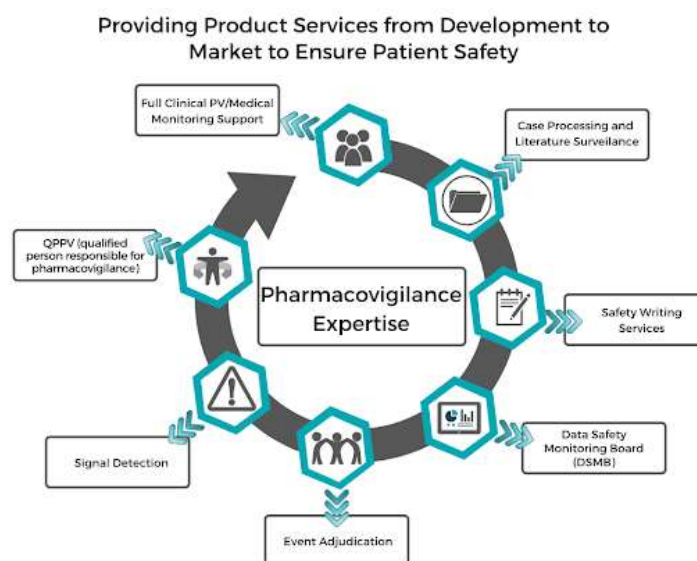 Providing Product Services from Development to
Market to Ensure Patient Safety
Full Clinical PV/Medical
Monitoring Support
Case Processing and
Literature Surveilance
QPPV (qualified
person responsible for
pharmacovigilance)
Pharmacovigilance
Expertise
Safety Writing
Services
Signal Detection
Data Safety
Monitoring Board
(DSMB)
Event Adjudication